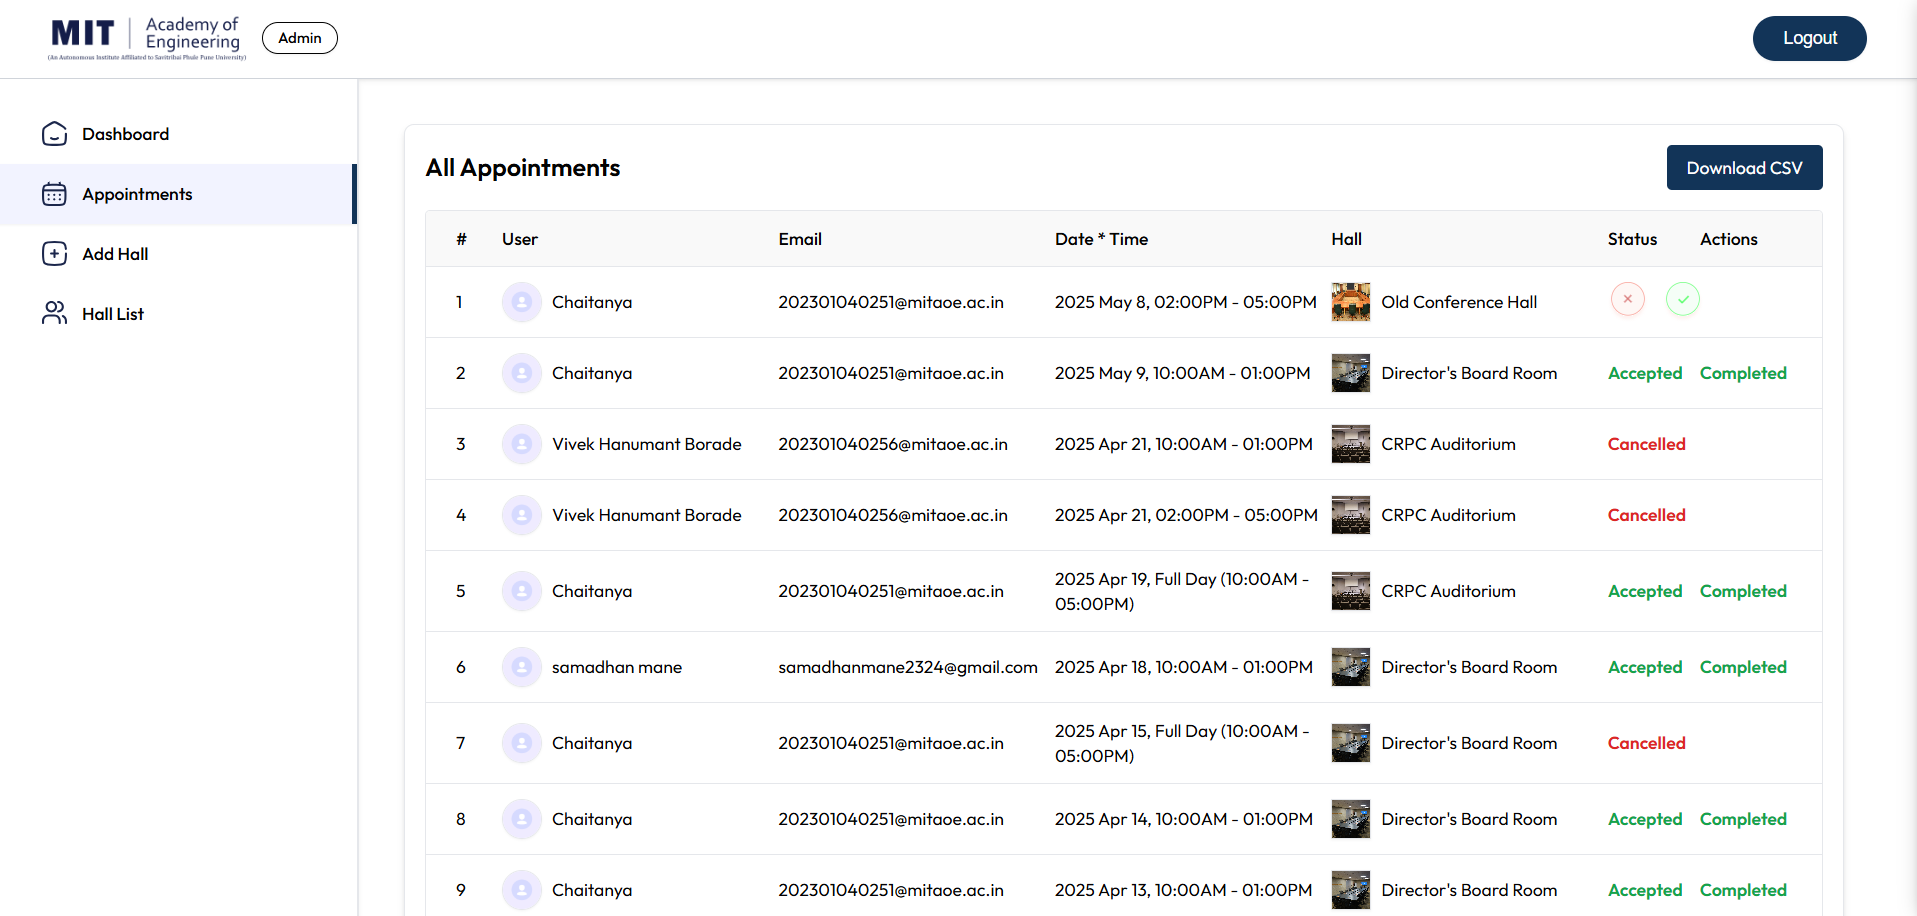 MIT
Academy of
Engineering
(An Autonomous Institute Affiliated to Savitribai Phule Pune University)
Admin
Logout
Dashboard
Appointments
Add Hall
Hall List
All Appointments
Download CSV
# User Email Date * Time Hall Status Actions
1 Chaitanya 202301040251@mitaoe.ac.in 2025 May 8, 02:00PM - 05:00PM Old Conference Hall
2 Chaitanya 202301040251@mitaoe.ac.in 2025 May 9, 10:00AM - 01:00PM Director's Board Room Accepted Completed
3 Vivek Hanumant Borade 202301040256@mitaoe.ac.in 2025 Apr 21, 10:00AM - 01:00PM CRPC Auditorium Cancelled
4 Vivek Hanumant Borade 202301040256@mitaoe.ac.in 2025 Apr 21, 02:00PM - 05:00PM CRPC Auditorium Cancelled
5 Chaitanya 202301040251@mitaoe.ac.in 2025 Apr 19, Full Day (10:00AM -
05:00PM) CRPC Auditorium Accepted Completed
6 samadhan mane samadhanmane2324@gmail.com 2025 Apr 18, 10:00AM - 01:00PM Director's Board Room Accepted Completed
7 Chaitanya 202301040251@mitaoe.ac.in 2025 Apr 15, Full Day (10:00AM -
05:00PM) Director's Board Room Cancelled
8 Chaitanya 202301040251@mitaoe.ac.in 2025 Apr 14, 10:00AM - 01:00PM Director's Board Room Accepted Completed
9 Chaitanya 202301040251@mitaoe.ac.in 2025 Apr 13, 10:00AM - 01:00PM Director's Board Room Accepted Completed